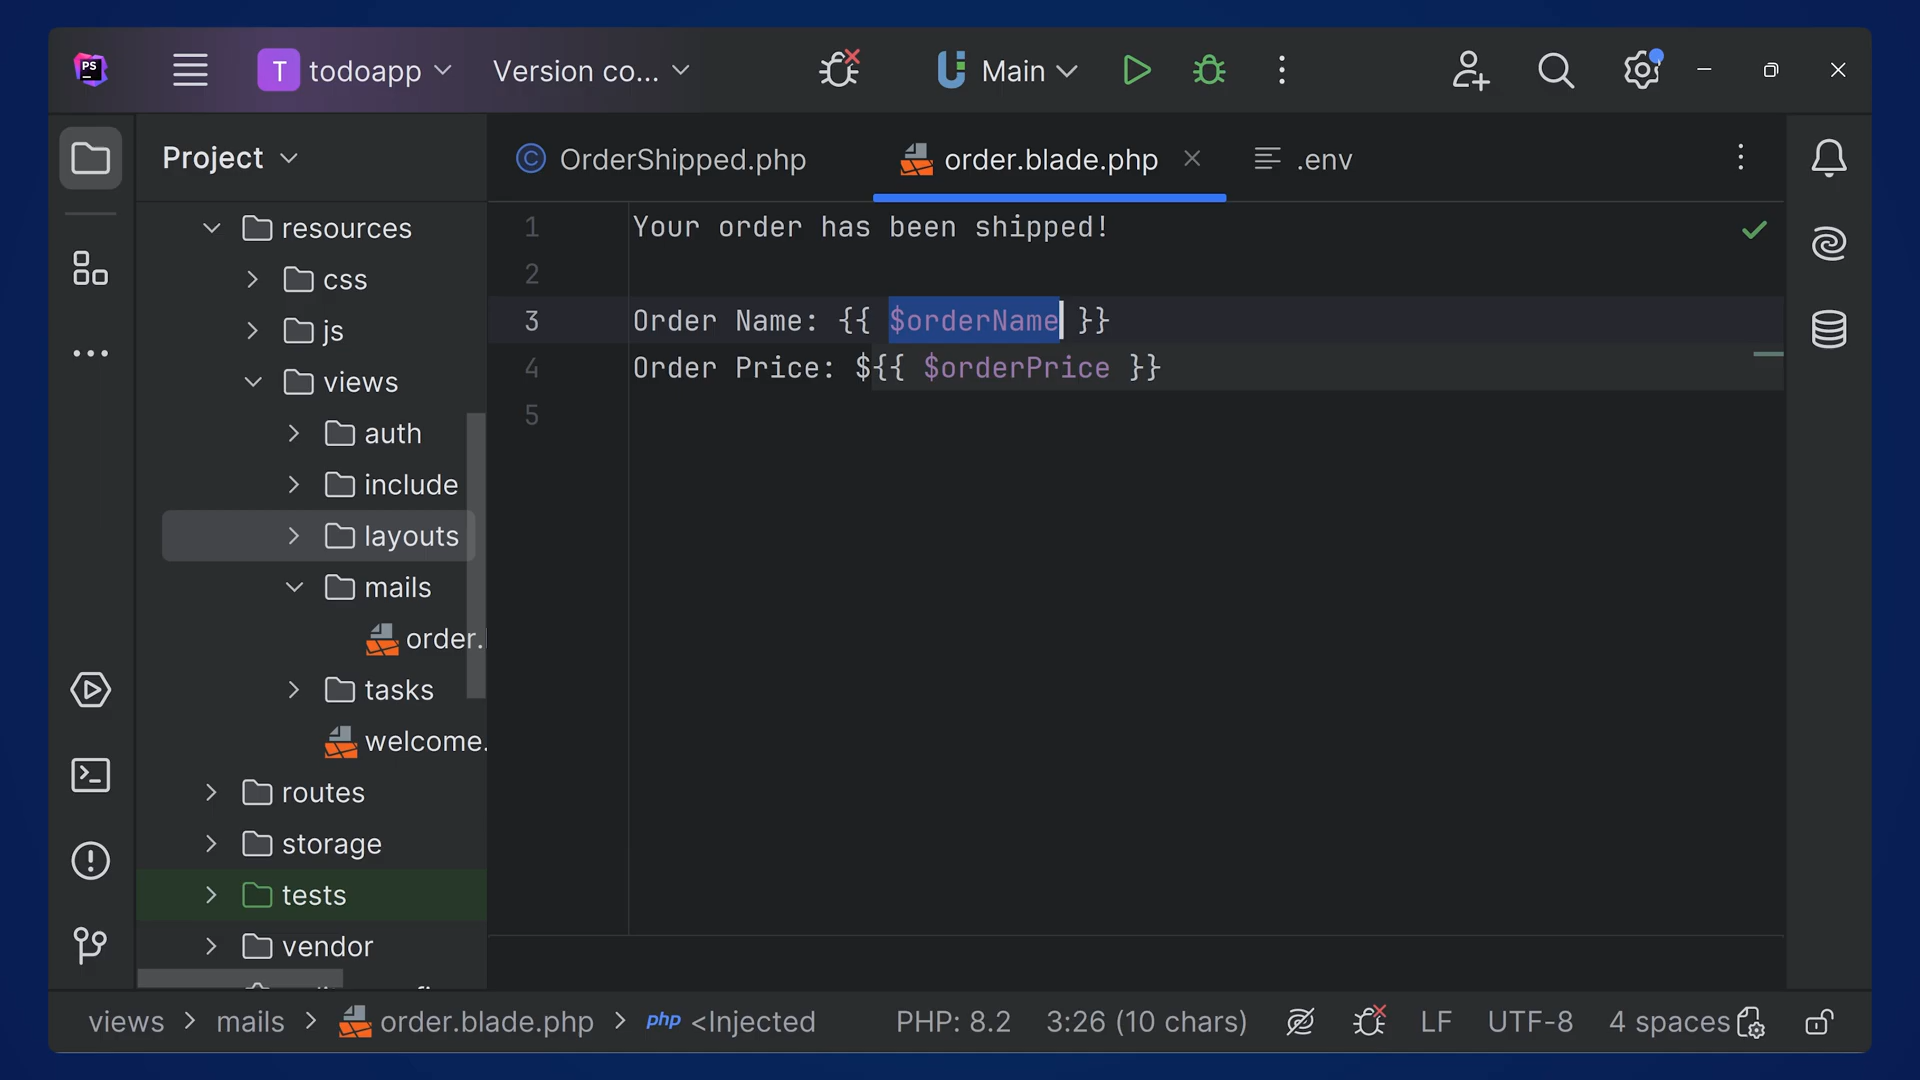 PS
T todoapp Version co... Main
Project
OrderShipped.php order.blade.php .env
resources
css
js
views
auth
include
layouts
mails
order.
tasks
welcome.
routes
storage
tests
vendor
1 Your order has been shipped!
2
3 Order Name: {{ $orderName }}
4 Order Price: ${{ $orderPrice }}
5
views > mails > order.blade.php > php <Injected PHP: 8.2 3:26 (10 chars) LF UTF-8 4 spaces